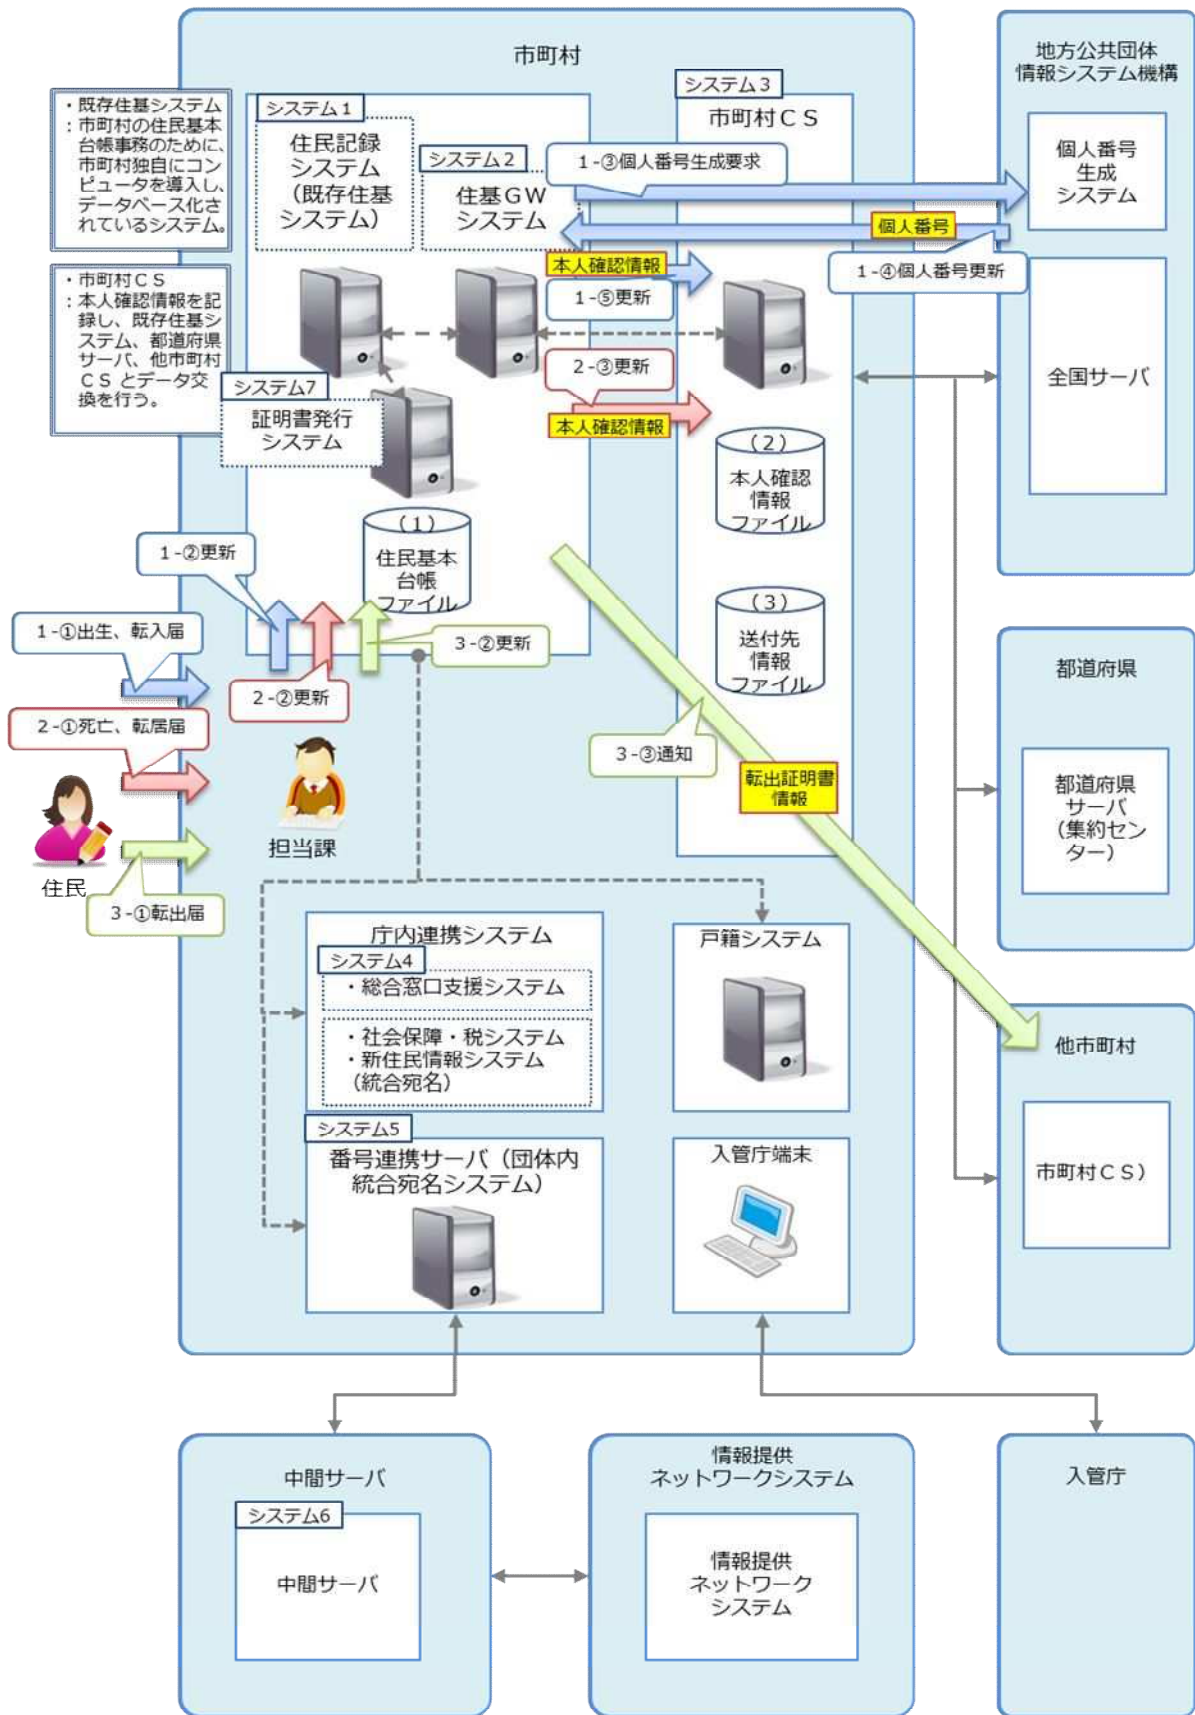 市町村
地方公共団体
情報システム機構
・既存住基システム
：市町村の住民基本
台帳事務のために、
市町村独自にコン
ピュータを導入し、
データベース化さ
れているシステム。
・市町村CS
：本人確認情報を記
録し、既存住基シ
ステム、都道府県
サーバ、他市町村
CSとデータ交
換を行う。
システム1
住民記録
システム
（既存住基
システム）
システム2
住基GW
システム
システム3
市町村CS
1-③個人番号生成要求
個人番号
生成
システム
個人番号
1-④個人番号更新
本人確認情報
1-⑤更新
2-③更新
本人確認情報
全国サーバ
システム7
証明書発行
システム
（1）
住民基本
台帳
ファイル
（2）
本人確認
情報
ファイル
（3）
送付先
情報
ファイル
1-②更新
1-①出生、転入届
2-②更新
3-②更新
2-①死亡、転居届
3-①転出届
住民
担当課
3-③通知
転出証明書
情報
都道府県
都道府県
サーバ
（集約セン
ター）
庁内連携システム
システム4
・総合窓口支援システム
・社会保障・税システム
・新住民情報システム
（統合宛名）
戸籍システム
他市町村
市町村CS）
システム5
番号連携サーバ（団体内
統合宛名システム）
入管庁端末
中間サーバ
システム6
中間サーバ
情報提供
ネットワークシステム
情報提供
ネットワーク
システム
入管庁